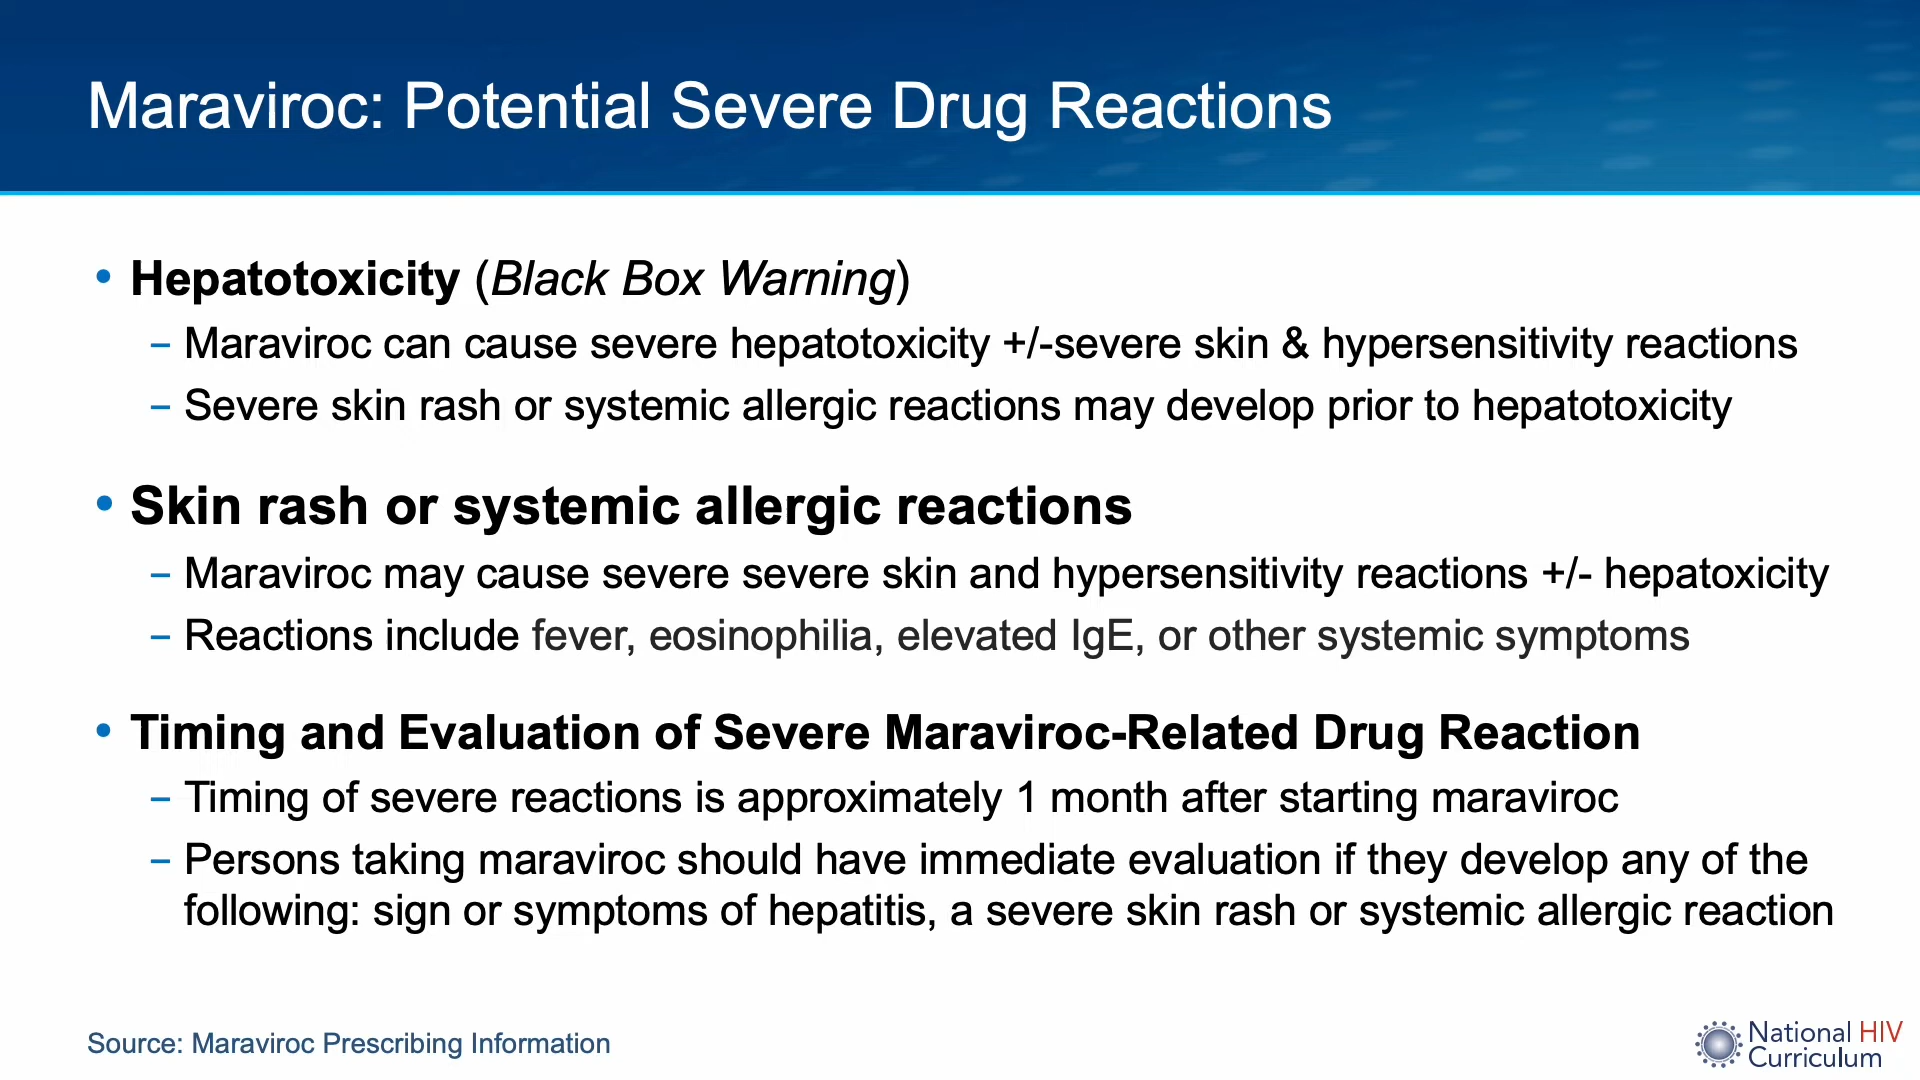 Maraviroc: Potential Severe Drug Reactions
• Hepatotoxicity (Black Box Warning)
– Maraviroc can cause severe hepatotoxicity +/-severe skin & hypersensitivity reactions
– Severe skin rash or systemic allergic reactions may develop prior to hepatotoxicity
• Skin rash or systemic allergic reactions
– Maraviroc may cause severe severe skin and hypersensitivity reactions +/- hepatoxicity
– Reactions include fever, eosinophilia, elevated IgE, or other systemic symptoms
• Timing and Evaluation of Severe Maraviroc-Related Drug Reaction
– Timing of severe reactions is approximately 1 month after starting maraviroc
– Persons taking maraviroc should have immediate evaluation if they develop any of the
following: sign or symptoms of hepatitis, a severe skin rash or systemic allergic reaction
Source: Maraviroc Prescribing Information
National HIV
Curriculum